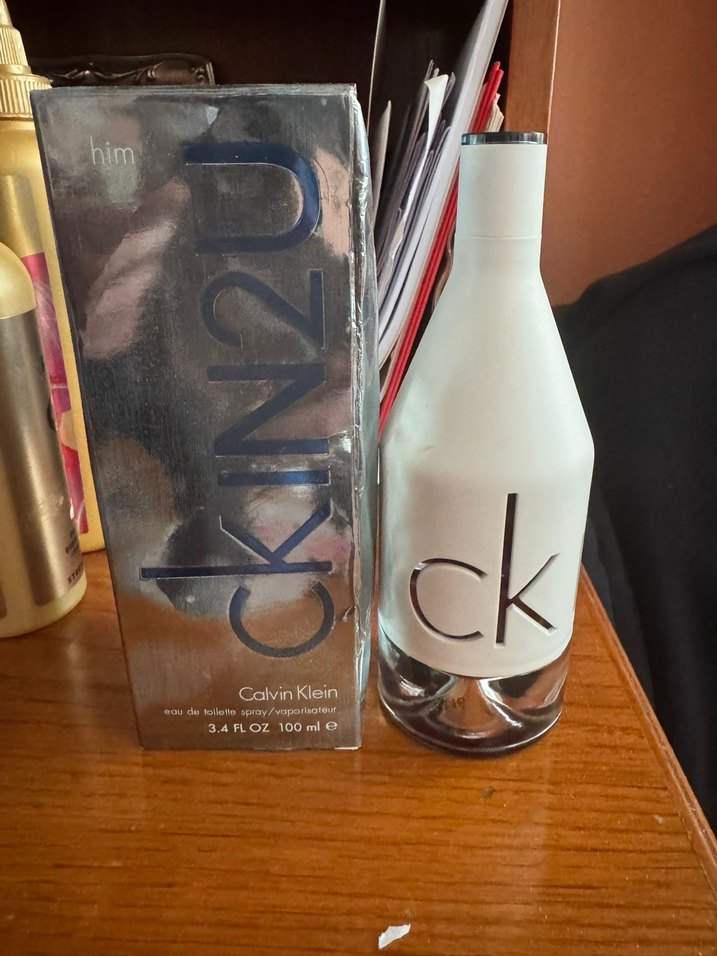 him
ckIN2U
Calvin Klein
eau de toilette spray/vaporisateur
3.4 FL OZ 100 ml ℮
ck